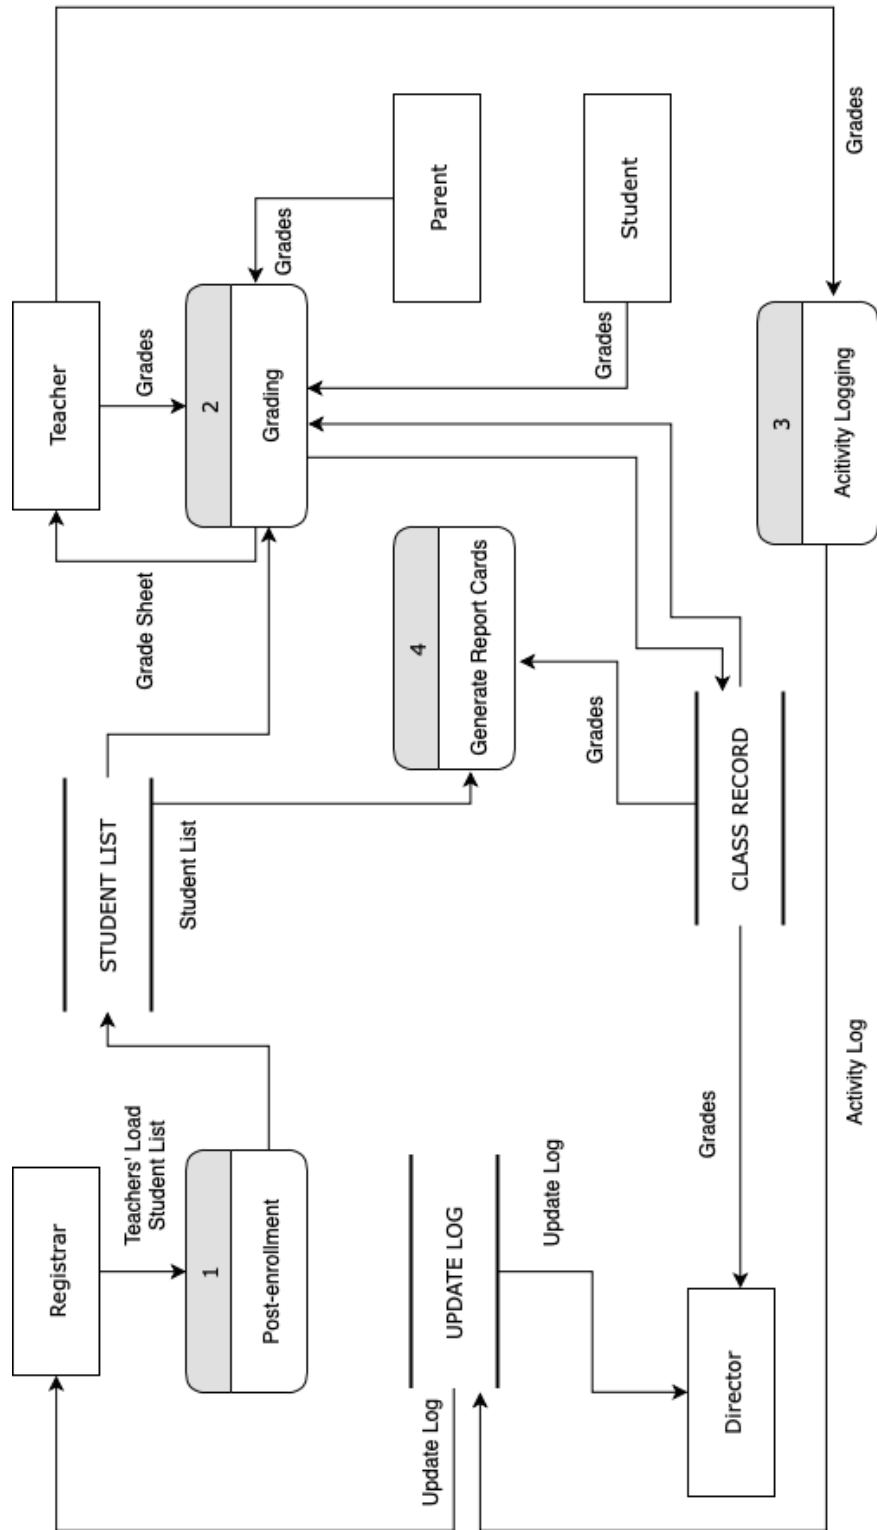 Registrar
Teachers' Load
Student List
1
Post-enrollment
STUDENT LIST
Student List
Grade Sheet
Teacher
Grades
2
Grading
Grades
Parent
Student
Grades
4
Generate Report Cards
Grades
UPDATE LOG
Update Log
Update Log
Director
Grades
CLASS RECORD
3
Acitivity Logging
Grades
Activity Log